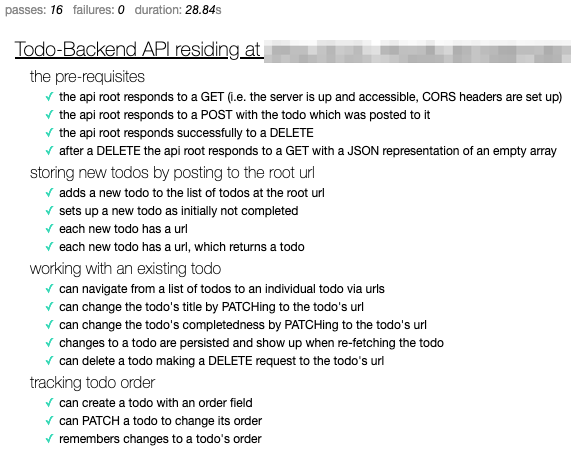 passes: 16 failures: 0 duration: 28.84s
Todo-Backend API residing at
the pre-requisites
✓ the api root responds to a GET (i.e. the server is up and accessible, CORS headers are set up)
✓ the api root responds to a POST with the todo which was posted to it
✓ the api root responds successfully to a DELETE
✓ after a DELETE the api root responds to a GET with a JSON representation of an empty array
storing new todos by posting to the root url
✓ adds a new todo to the list of todos at the root url
✓ sets up a new todo as initially not completed
✓ each new todo has a url
✓ each new todo has a url, which returns a todo
working with an existing todo
✓ can navigate from a list of todos to an individual todo via urls
✓ can change the todo's title by PATCHing to the todo's url
✓ can change the todo's completedness by PATCHing to the todo's url
✓ changes to a todo are persisted and show up when re-fetching the todo
✓ can delete a todo making a DELETE request to the todo's url
tracking todo order
✓ can create a todo with an order field
✓ can PATCH a todo to change its order
✓ remembers changes to a todo's order